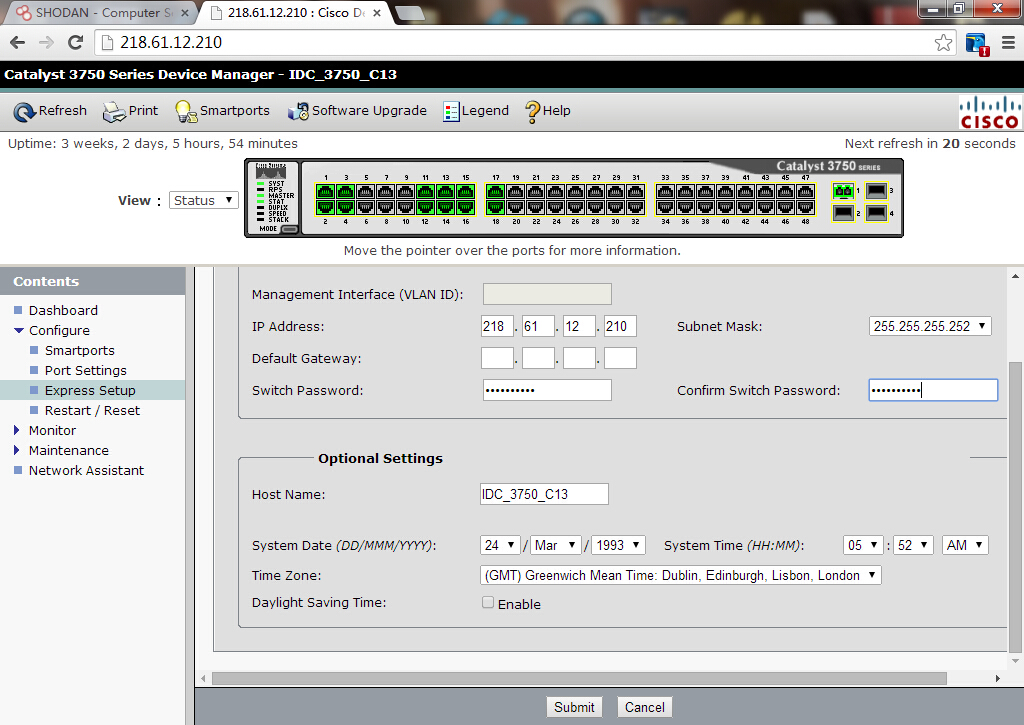 SHODAN - Computer Se
218.61.12.210 : Cisco De
218.61.12.210
Catalyst 3750 Series Device Manager - IDC_3750_C13
Refresh Print Smartports Software Upgrade Legend Help
CISCO
Uptime: 3 weeks, 2 days, 5 hours, 54 minutes
Next refresh in 20 seconds
View : Status
Catalyst 3750 SERIES
SYST
RPS
MASTER
STAT
DUPLX
SPEED
STACK
MODE
1 3 5 7 9 11 13 15 17 19 21 23 25 27 29 31 33 35 37 39 41 43 45 47
2 4 6 8 10 12 14 16 18 20 22 24 26 28 30 32 34 36 38 40 42 44 46 48
1 3
2 4
Move the pointer over the ports for more information.
Contents
Dashboard
Configure
Smartports
Port Settings
Express Setup
Restart / Reset
Monitor
Maintenance
Network Assistant
Management Interface (VLAN ID):
IP Address: 218 . 61 . 12 . 210 Subnet Mask: 255.255.255.252
Default Gateway: . . .
Switch Password: •••••••••• Confirm Switch Password: ••••••••••
Optional Settings
Host Name: IDC_3750_C13
System Date (DD/MMM/YYYY): 24 / Mar / 1993 System Time (HH:MM): 05 : 52 AM
Time Zone: (GMT) Greenwich Mean Time: Dublin, Edinburgh, Lisbon, London
Daylight Saving Time: Enable
Submit Cancel